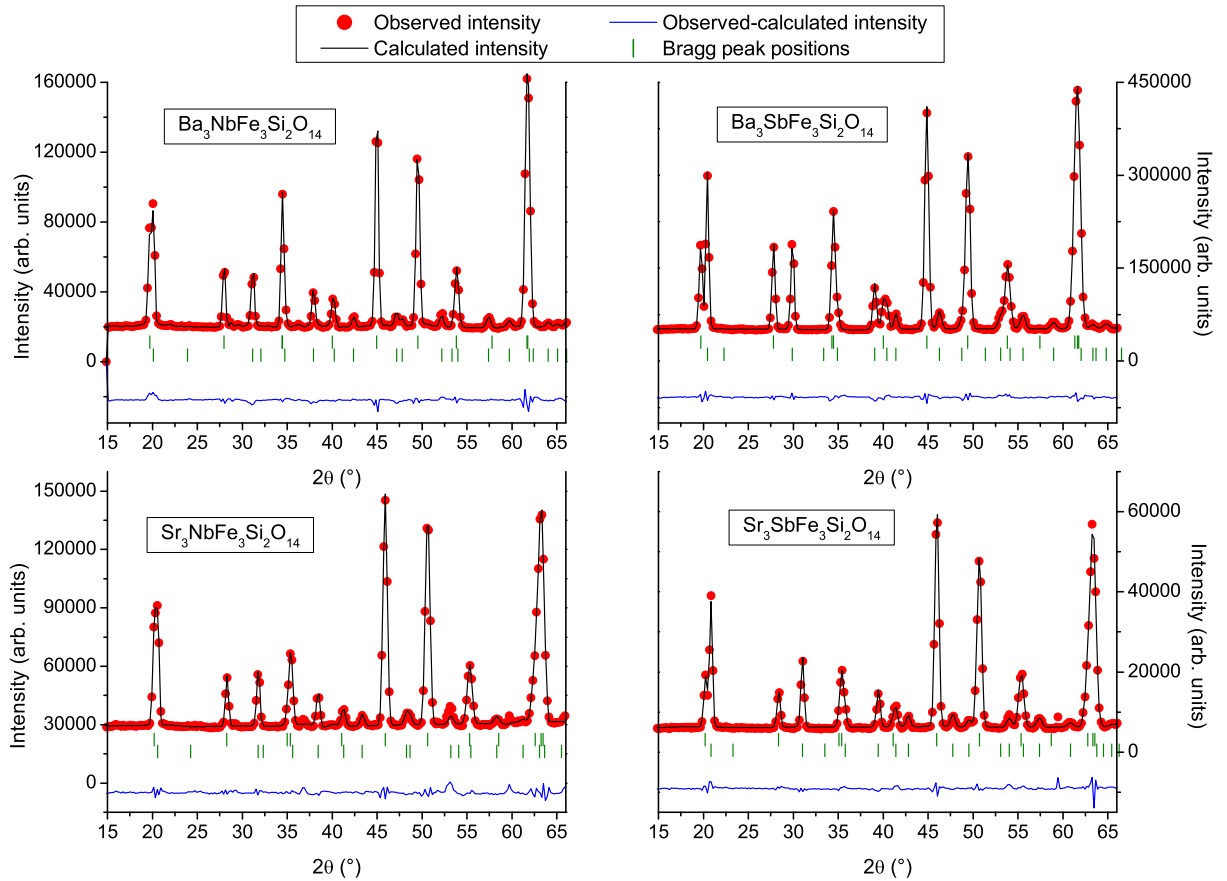 Observed intensity
Observed-calculated intensity
Calculated intensity
Bragg peak positions
Ba3NbFe3Si2O14
Intensity (arb. units)
160000
120000
80000
40000
0
15 20 25 30 35 40 45 50 55 60 65
2θ (°)
Ba3SbFe3Si2O14
Intensity (arb. units)
450000
300000
150000
0
15 20 25 30 35 40 45 50 55 60 65
2θ (°)
Sr3NbFe3Si2O14
Intensity (arb. units)
150000
120000
90000
60000
30000
0
15 20 25 30 35 40 45 50 55 60 65
2θ (°)
Sr3SbFe3Si2O14
Intensity (arb. units)
60000
40000
20000
0
15 20 25 30 35 40 45 50 55 60 65
2θ (°)